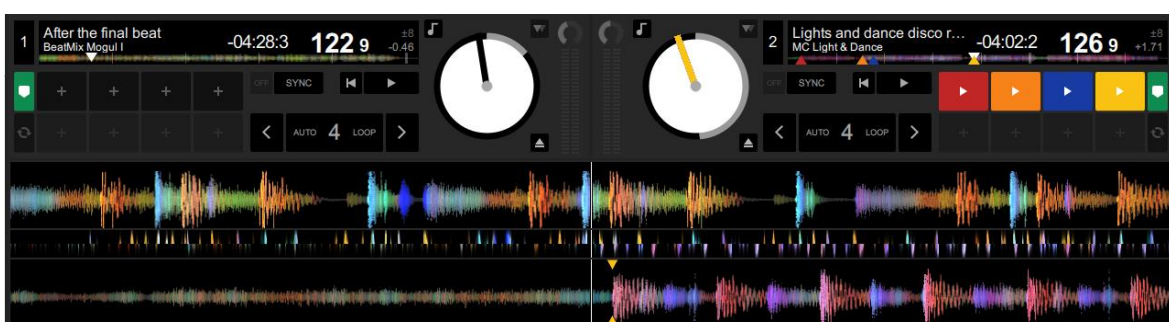 1
After the final beat
BeatMix Mogul I
-04:28:3
122 9
±8
-0.46
OFF
SYNC
AUTO
4
LOOP
2
Lights and dance disco r...
MC Light & Dance
-04:02:2
126 9
±8
+1.71
OFF
SYNC
AUTO
4
LOOP